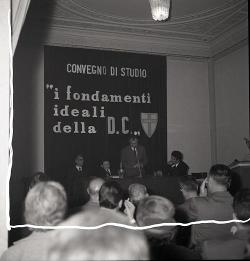 CONVEGNO DI STUDIO
"i fondamenti
ideali
della D.C.„